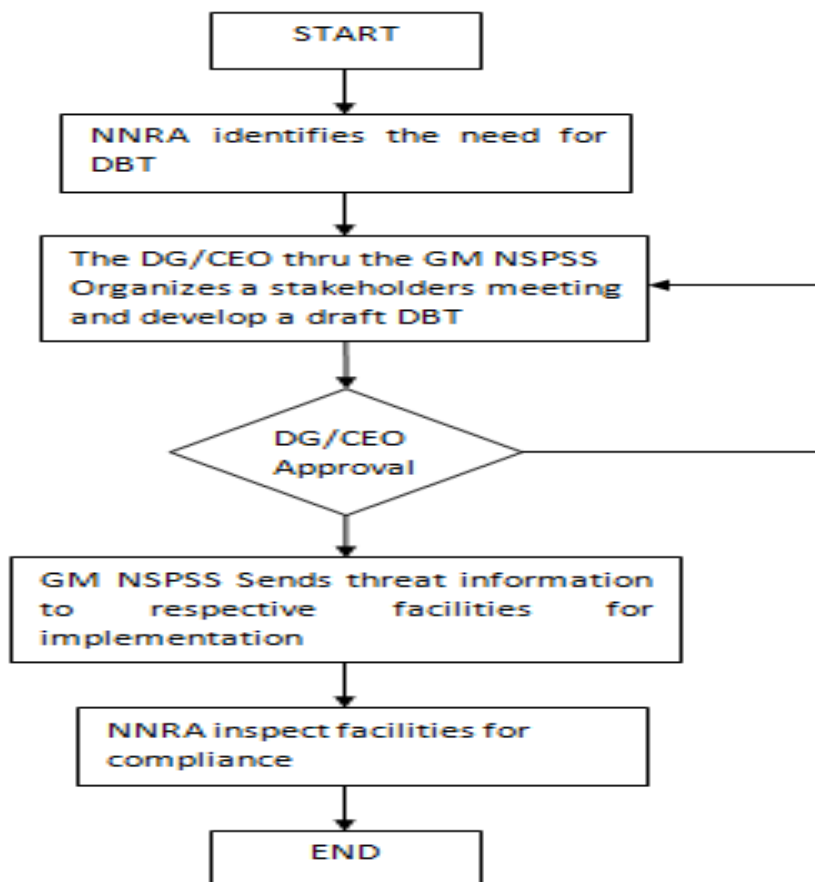 START
NNRA identifies the need for
DBT
The DG/CEO thru the GM NSPSS
Organizes a stakeholders meeting
and develop a draft DBT
DG/CEO
Approval
GM NSPSS Sends threat information
to respective facilities for
implementation
NNRA inspect facilities for
compliance
END